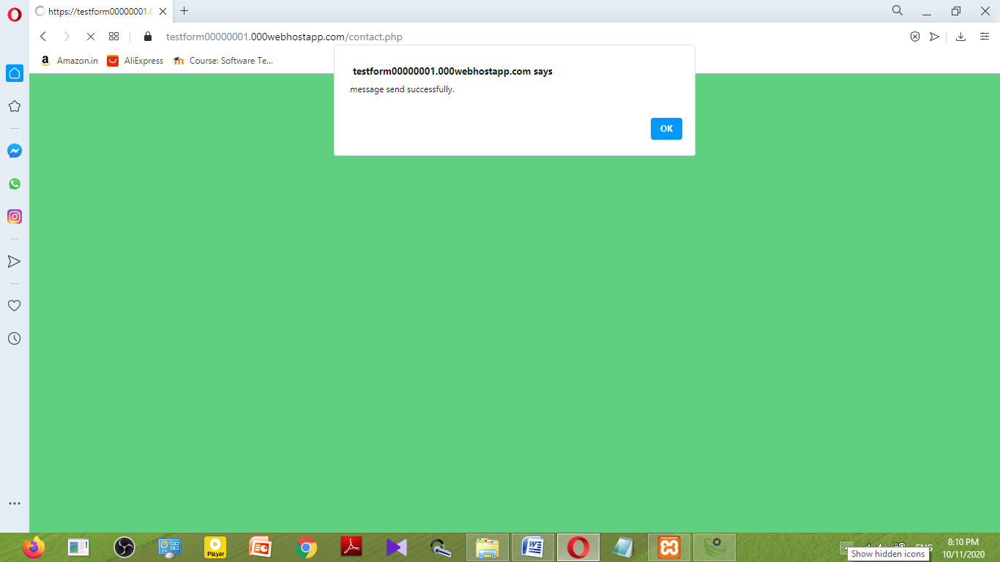 https://testform00000001.0
testform00000001.000webhostapp.com/contact.php
Amazon.in
AliExpress
Course: Software Te...
testform00000001.000webhostapp.com says
message send successfully.
OK
Player
ENG
8:10 PM
10/11/2020
Show hidden icons